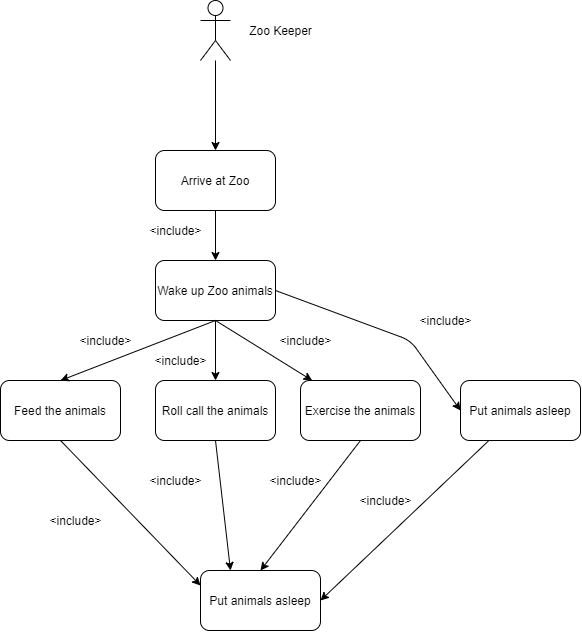 Zoo Keeper
Arrive at Zoo
<include>
Wake up Zoo animals
<include>
<include>
<include>
<include>
Feed the animals
Roll call the animals
Exercise the animals
Put animals asleep
<include>
<include>
<include>
<include>
Put animals asleep